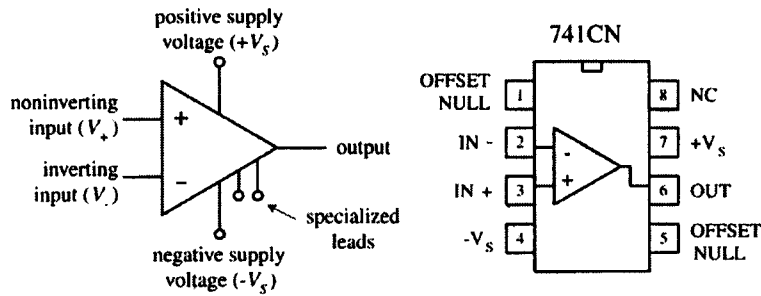 positive supply
voltage (+V_S)
noninverting
input (V_+)
+
inverting
input (V_-)
−
output
specialized
leads
negative supply
voltage (-V_S)
741CN
OFFSET
NULL
1
8
NC
IN -
2
-
7
+V_S
IN +
3
+
6
OUT
-V_S
4
5
OFFSET
NULL